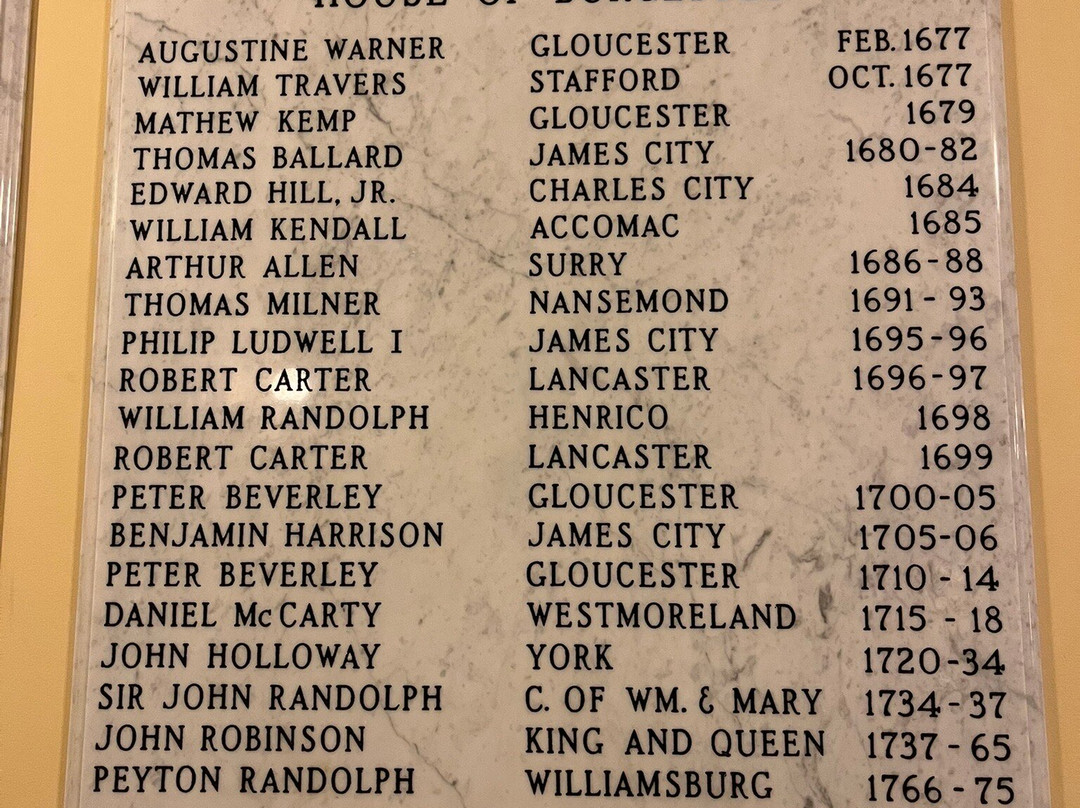 HOUSE OF BURGESSES
AUGUSTINE WARNER GLOUCESTER FEB. 1677
WILLIAM TRAVERS STAFFORD OCT. 1677
MATHEW KEMP GLOUCESTER 1679
THOMAS BALLARD JAMES CITY 1680-82
EDWARD HILL, JR. CHARLES CITY 1684
WILLIAM KENDALL ACCOMAC 1685
ARTHUR ALLEN SURRY 1686-88
THOMAS MILNER NANSEMOND 1691-93
PHILIP LUDWELL I JAMES CITY 1695-96
ROBERT CARTER LANCASTER 1696-97
WILLIAM RANDOLPH HENRICO 1698
ROBERT CARTER LANCASTER 1699
PETER BEVERLEY GLOUCESTER 1700-05
BENJAMIN HARRISON JAMES CITY 1705-06
PETER BEVERLEY GLOUCESTER 1710-14
DANIEL McCARTY WESTMORELAND 1715-18
JOHN HOLLOWAY YORK 1720-34
SIR JOHN RANDOLPH C. OF WM. & MARY 1734-37
JOHN ROBINSON KING AND QUEEN 1737-65
PEYTON RANDOLPH WILLIAMSBURG 1766-75